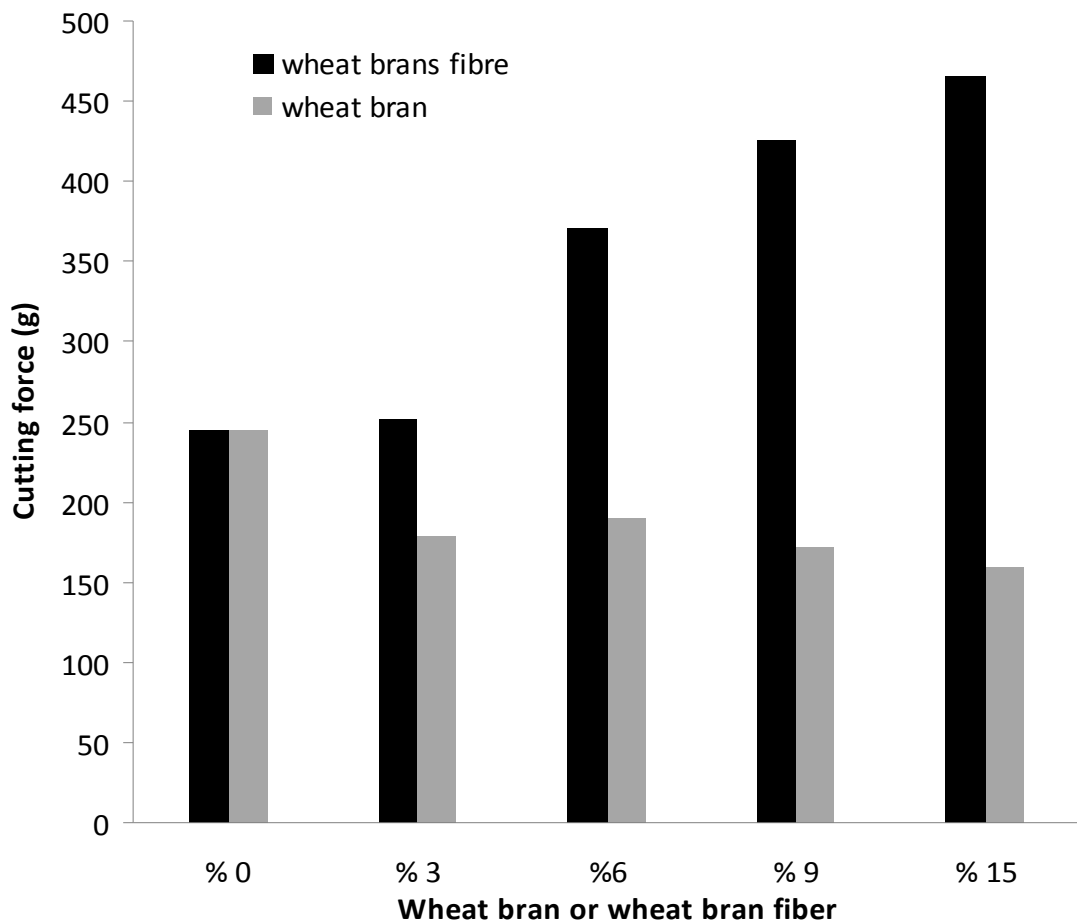 500
wheat brans fibre
wheat bran
450
400
350
300
250
200
150
100
50
0
Cutting force (g)
% 0 % 3 %6 % 9 % 15
Wheat bran or wheat bran fiber